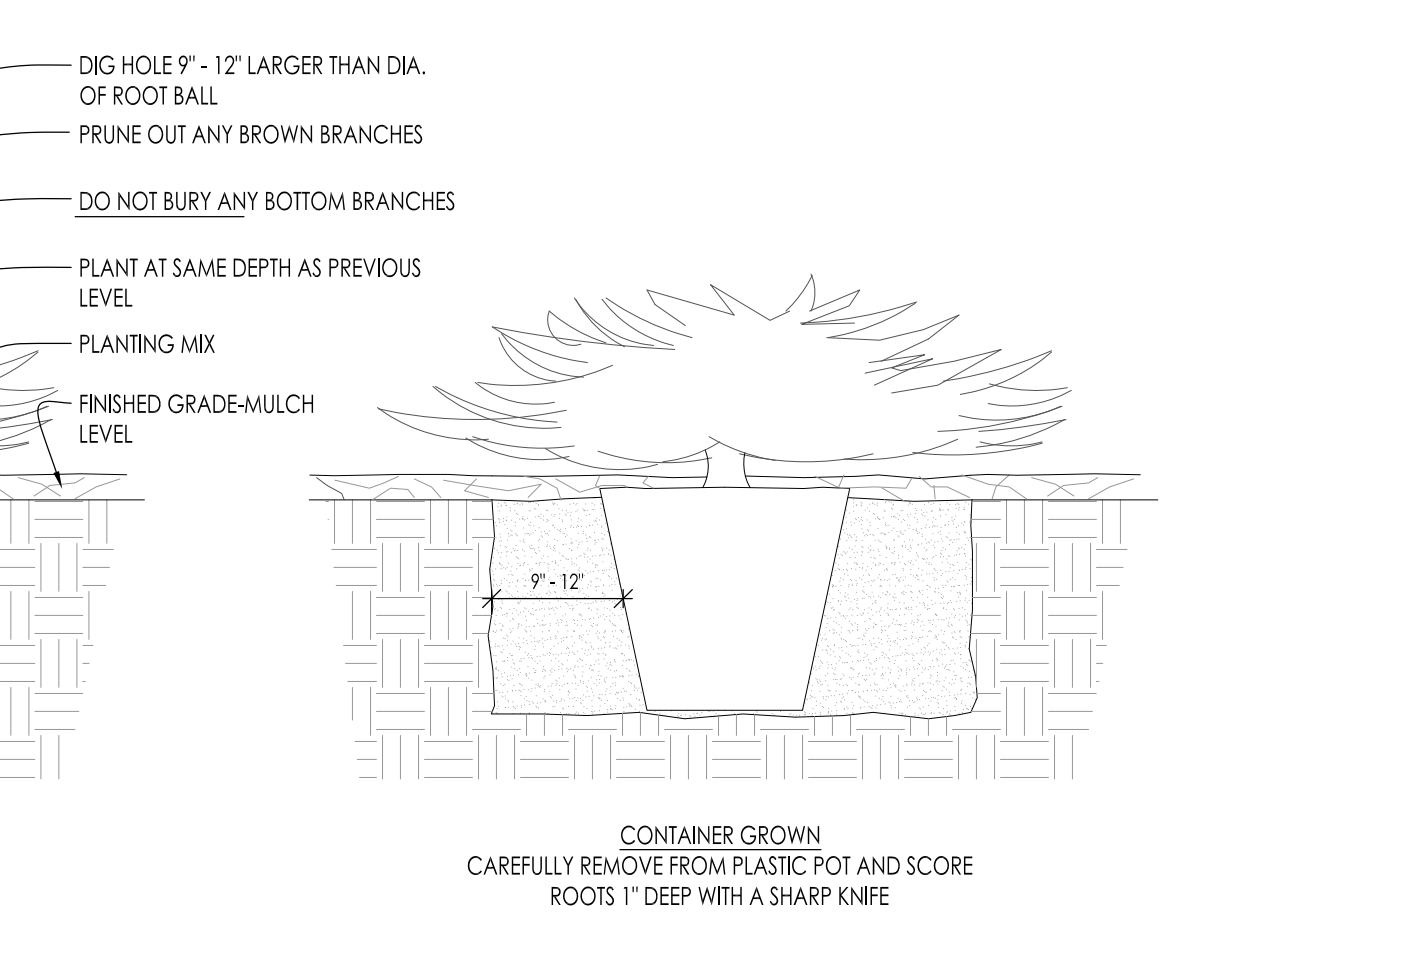 DIG HOLE 9" - 12" LARGER THAN DIA.
OF ROOT BALL
PRUNE OUT ANY BROWN BRANCHES
DO NOT BURY ANY BOTTOM BRANCHES
PLANT AT SAME DEPTH AS PREVIOUS
LEVEL
PLANTING MIX
FINISHED GRADE-MULCH
LEVEL
9" - 12"
CONTAINER GROWN
CAREFULLY REMOVE FROM PLASTIC POT AND SCORE
ROOTS 1" DEEP WITH A SHARP KNIFE